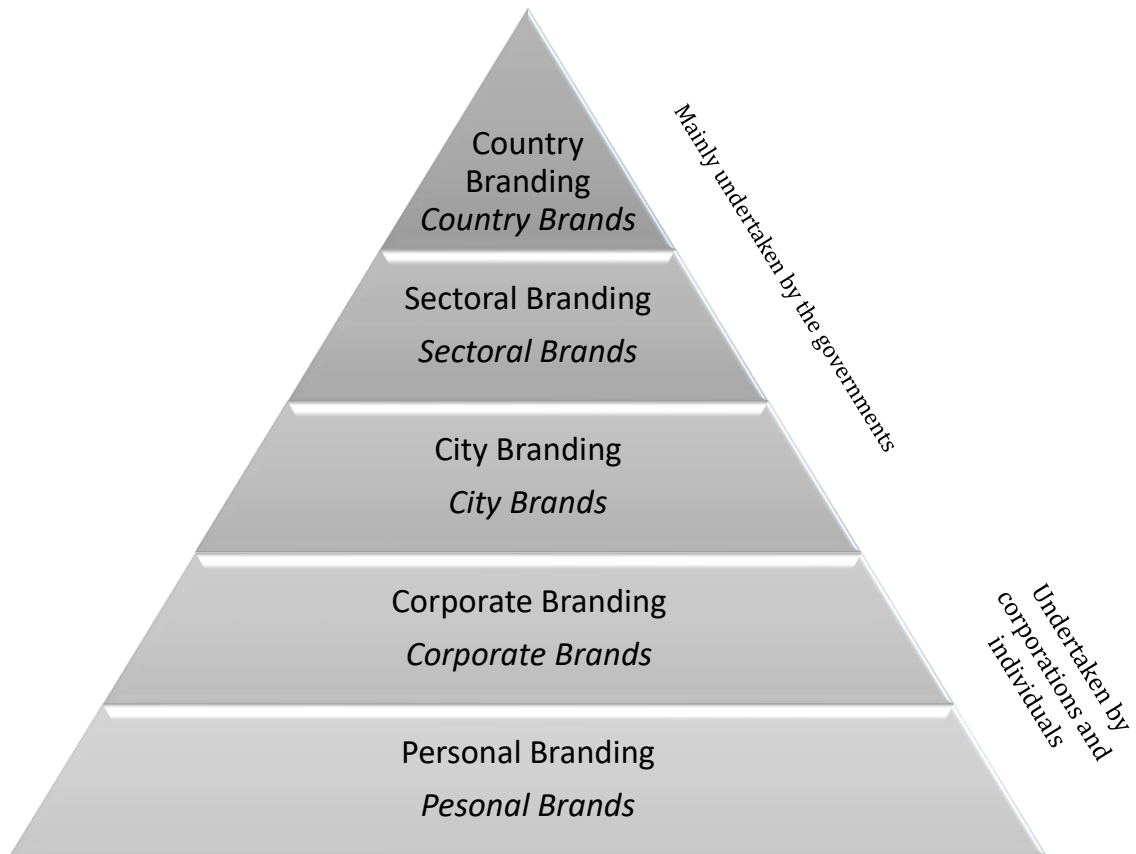 Country
Branding
Country Brands
Sectoral Branding
Sectoral Brands
City Branding
City Brands
Corporate Branding
Corporate Brands
Personal Branding
Pesonal Brands
Mainly undertaken by the governments
Undertaken by
corporations and
individuals